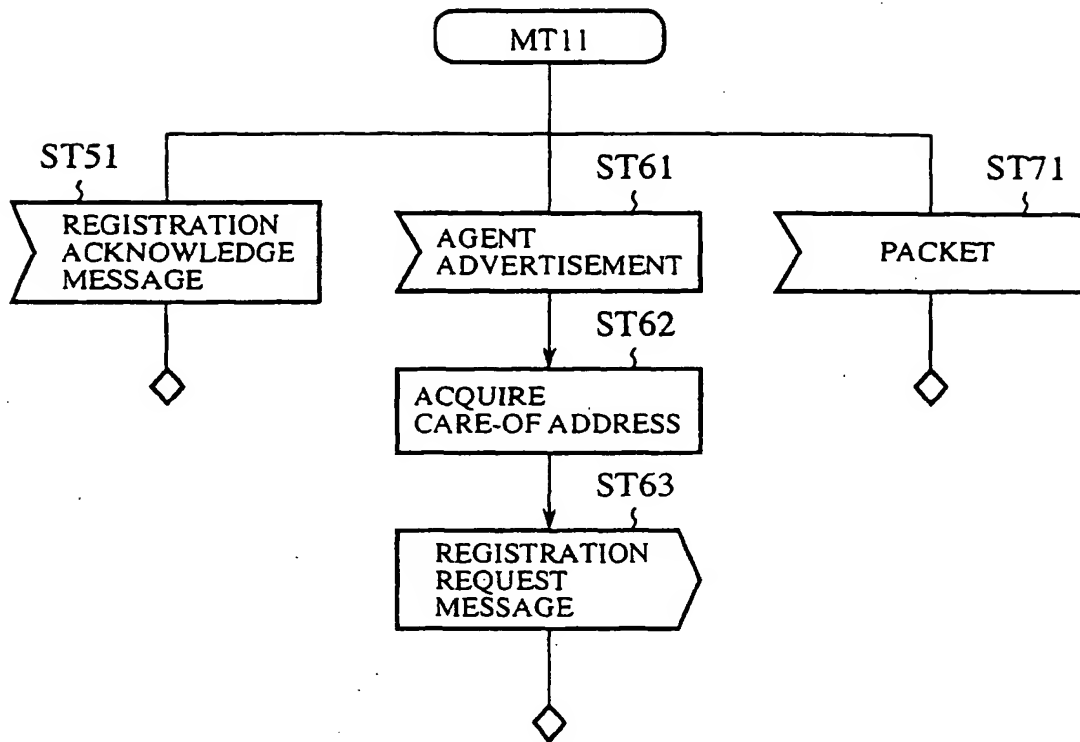 MT11
ST51
REGISTRATION
ACKNOWLEDGE
MESSAGE
ST61
AGENT
ADVERTISEMENT
ST71
PACKET
ST62
ACQUIRE
CARE-OF ADDRESS
ST63
REGISTRATION
REQUEST
MESSAGE